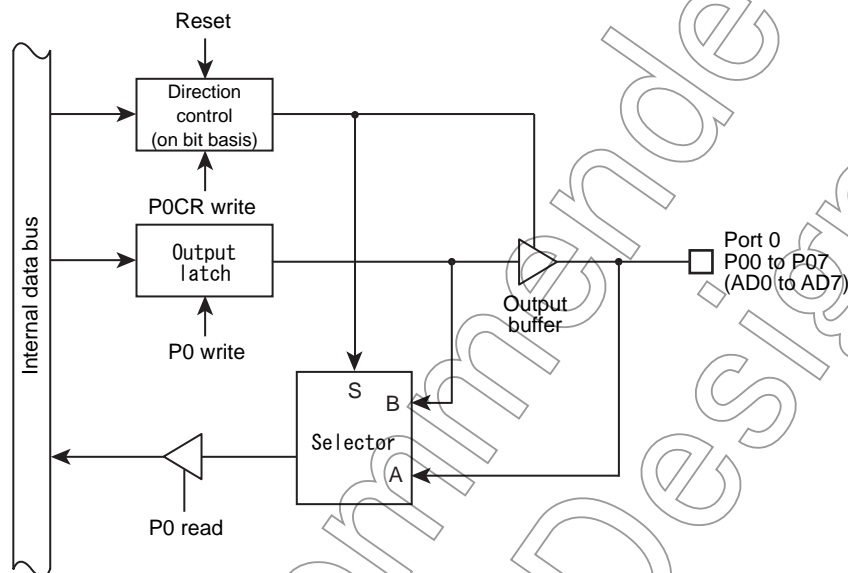 Reset
Direction
control
(on bit basis)
P0CR write
Internal data bus
Output
latch
P0 write
Output
buffer
Port 0
P00 to P07
(AD0 to AD7)
S
B
Selector
A
P0 read